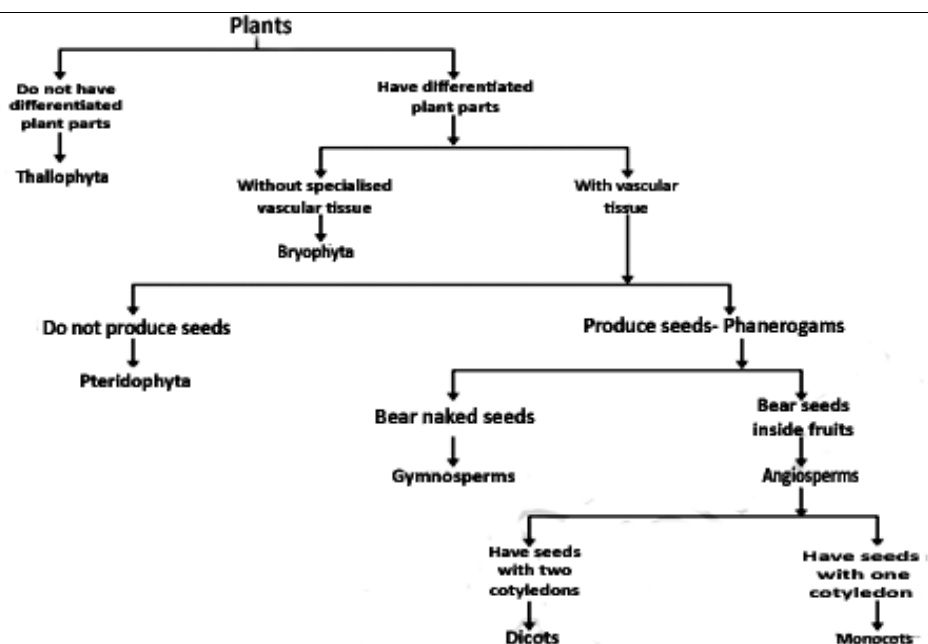 Plants
Do not have
differentiated
plant parts
Have differentiated
plant parts
Thallophyta
Without specialised
vascular tissue
With vascular
tissue
Bryophyta
Do not produce seeds
Produce seeds- Phanerogams
Pteridophyta
Bear naked seeds
Bear seeds
inside fruits
Gymnosperms
Angiosperms
Have seeds
with two
cotyledons
Have seeds
with one
cotyledon
Dicots
Monocots